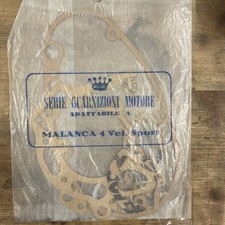 SERIE GUARNIZIONI MOTORE
ADATTABILE A
MALANCA 4 Vel. Sport